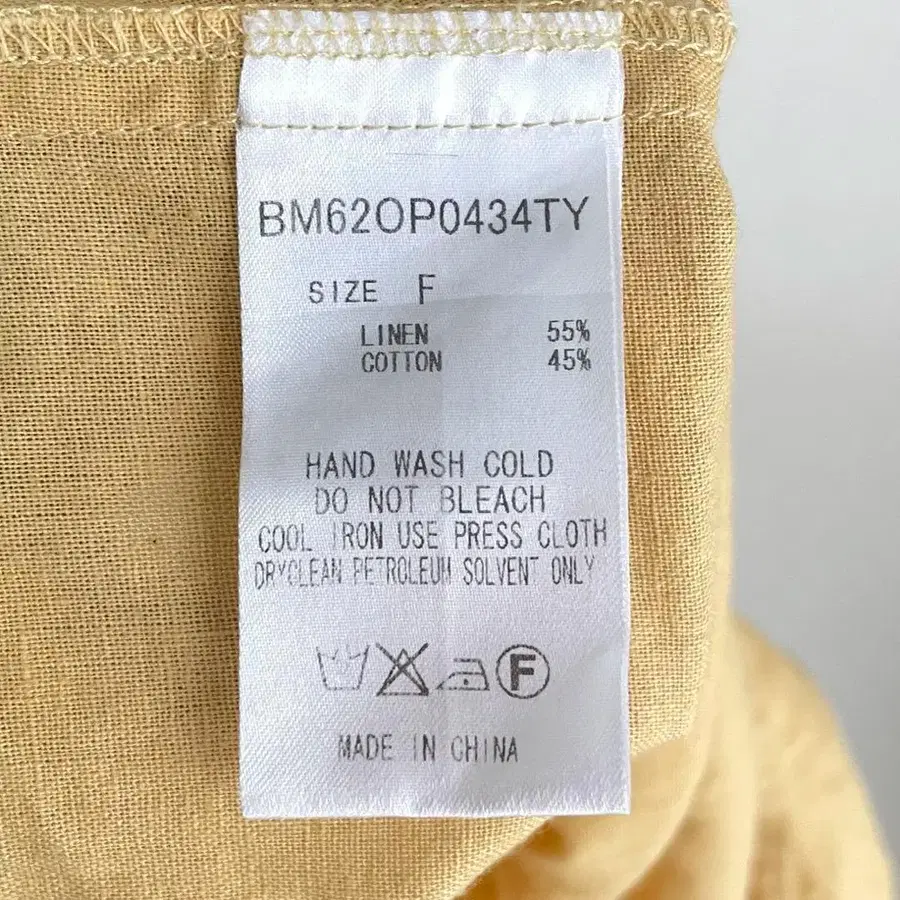 BM62OP0434TY
SIZE F
LINEN 55%
COTTON 45%
HAND WASH COLD
DO NOT BLEACH
COOL IRON USE PRESS CLOTH
DRYCLEAN PETROLEUM SOLVENT ONLY
F
MADE IN CHINA